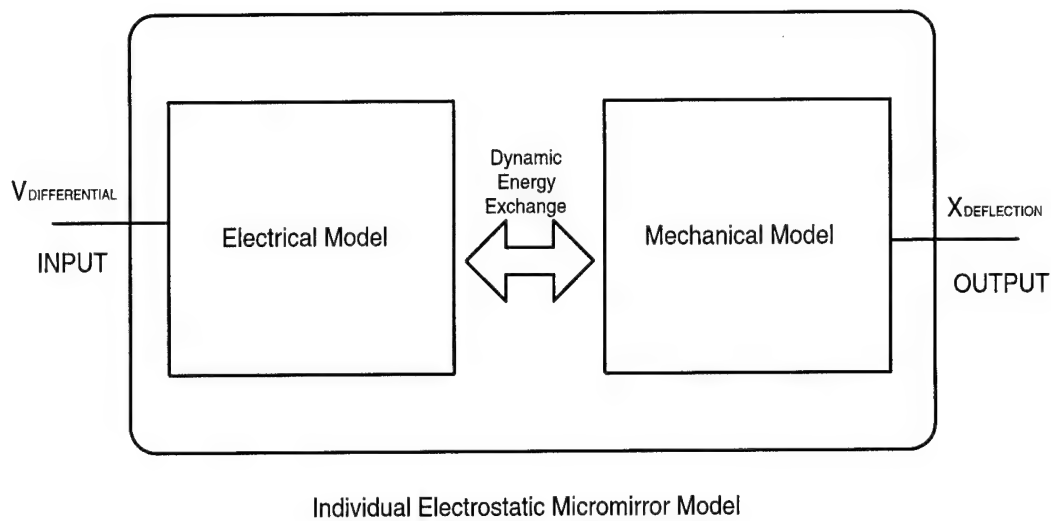 VDIFFERENTIAL
INPUT
Electrical Model
Dynamic
Energy
Exchange
Mechanical Model
XDEFLECTION
OUTPUT
Individual Electrostatic Micromirror Model